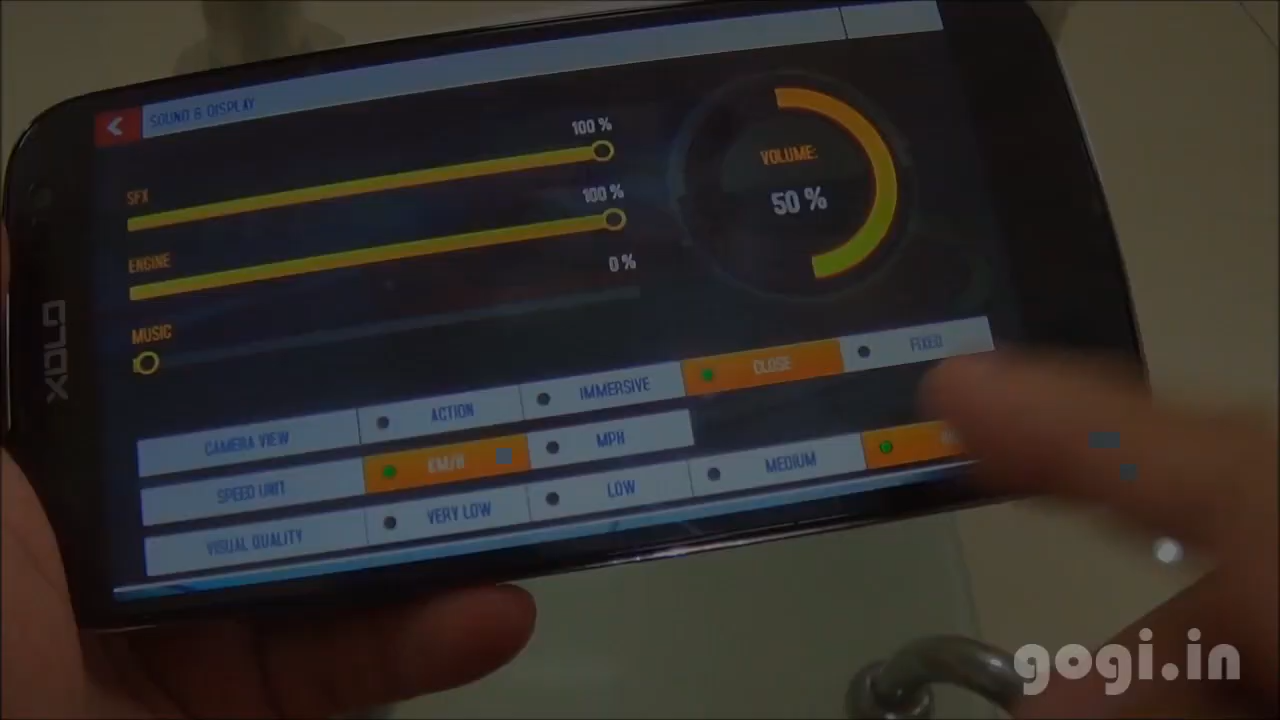 SOUND & DISPLAY
100 %
SFX
100 %
ENGINE
0 %
MUSIC
VOLUME:
50 %
CAMERA VIEW ACTION IMMERSIVE CLOSE FIXED
SPEED UNIT KM/H MPH
VISUAL QUALITY VERY LOW LOW MEDIUM
XOLO
gogi.in